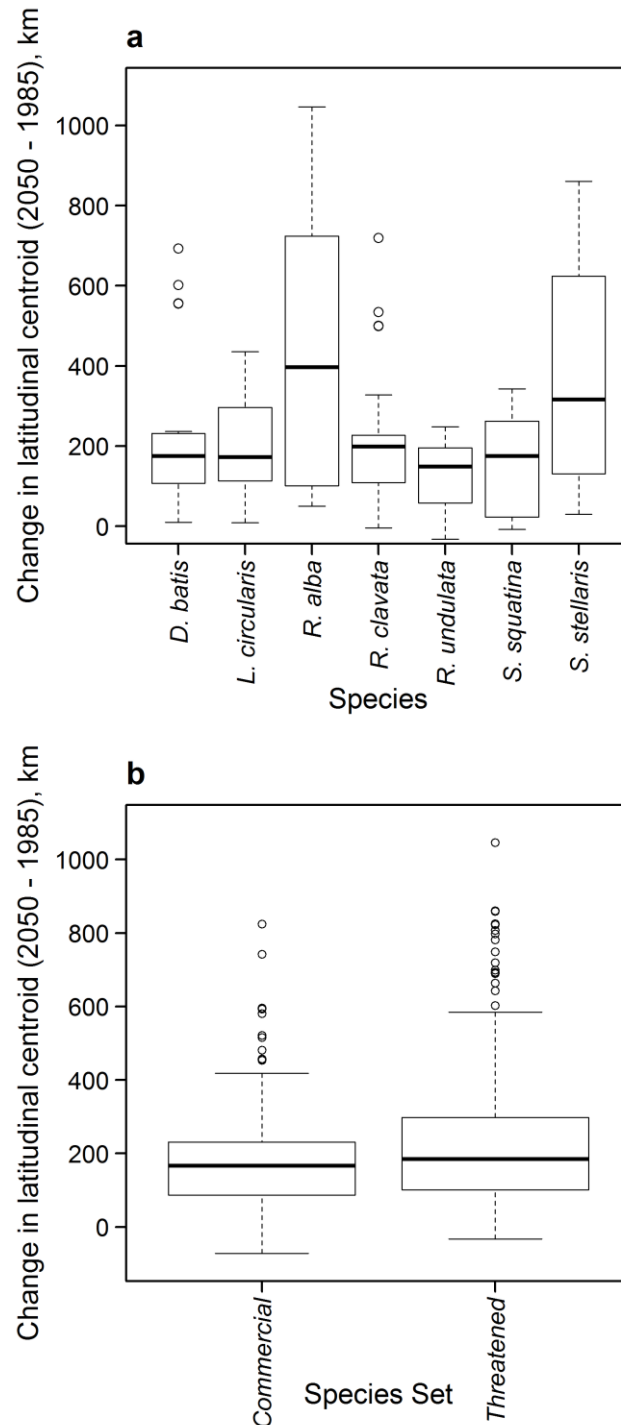 a
Change in latitudinal centroid (2050 - 1985), km
1000
800
600
400
200
0
D. batis
L. circularis
R. alba
R. clavata
R. undulata
S. squatina
S. stellaris
Species
b
Change in latitudinal centroid (2050 - 1985), km
1000
800
600
400
200
0
Commercial
Threatened
Species Set